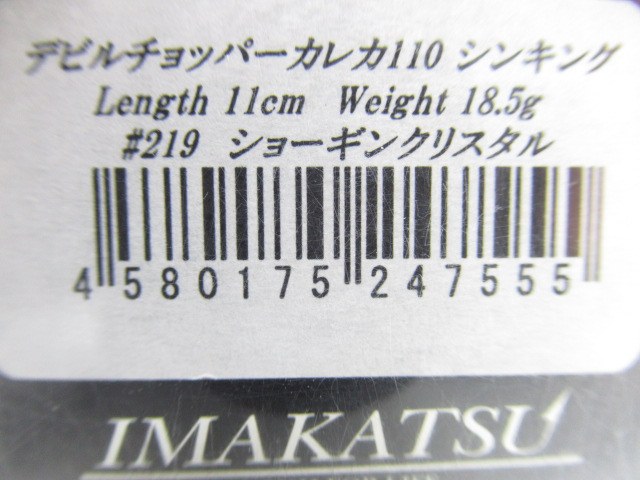 デビルチョッパーカレカ110 シンキング
Length 11cm Weight 18.5g
#219 ショーギンクリスタル
4 580175 247555
IMAKATSU